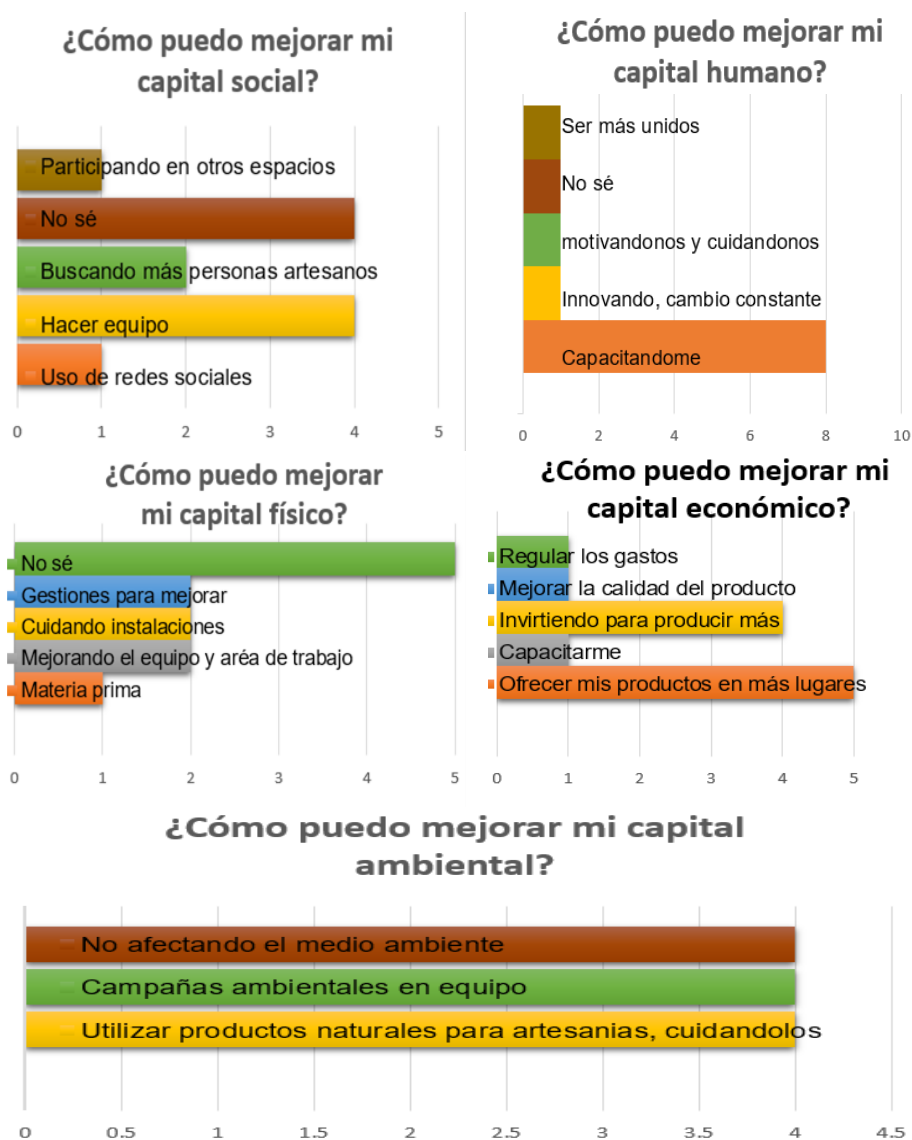 ¿Cómo puedo mejorar mi
capital social?
Participando en otros espacios
No sé
Buscando más personas artesanos
Hacer equipo
Uso de redes sociales
0 1 2 3 4 5
¿Cómo puedo mejorar mi
capital humano?
Ser más unidos
No sé
motivandonos y cuidandonos
Innovando, cambio constante
Capacitandome
0 2 4 6 8 10
¿Cómo puedo mejorar
mi capital físico?
No sé
Gestiones para mejorar
Cuidando instalaciones
Mejorando el equipo y aréa de trabajo
Materia prima
0 1 2 3 4 5
¿Cómo puedo mejorar mi
capital económico?
Regular los gastos
Mejorar la calidad del producto
Invirtiendo para producir más
Capacitarme
Ofrecer mis productos en más lugares
0 1 2 3 4 5
¿Cómo puedo mejorar mi capital
ambiental?
No afectando el medio ambiente
Campañas ambientales en equipo
Utilizar productos naturales para artesanias, cuidandolos
0 0.5 1 1.5 2 2.5 3 3.5 4 4.5